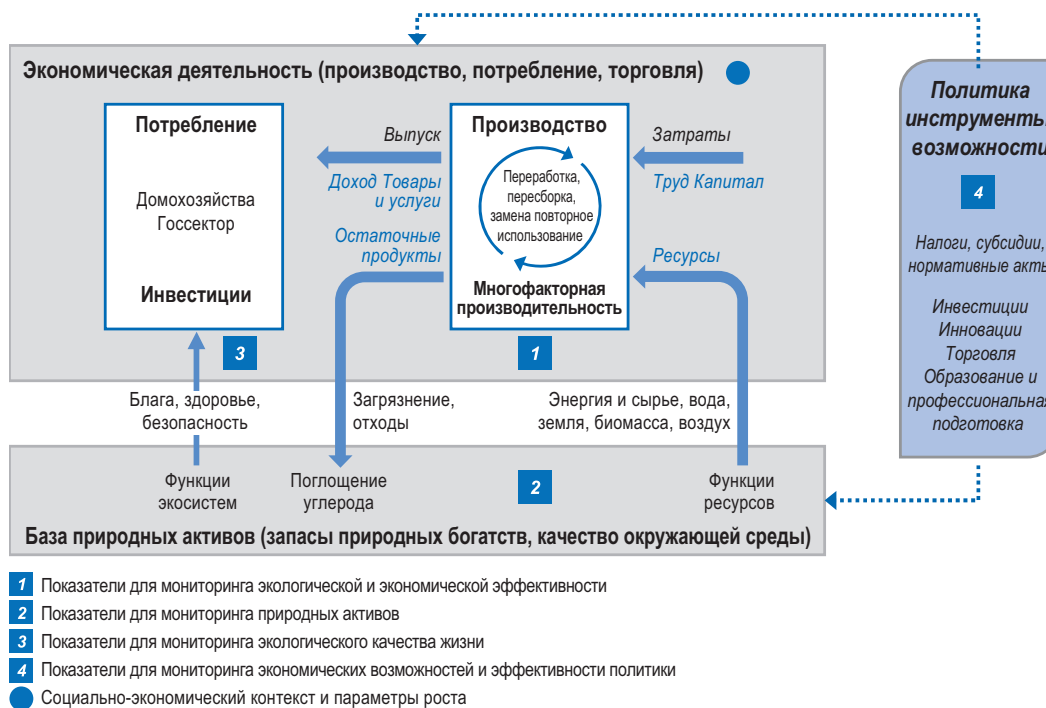 Экономическая деятельность (производство, потребление, торговля)
Потребление
Домохозяйства
Госсектор
Инвестиции
3
Выпуск
Доход Товары
и услуги
Остаточные
продукты
Производство
Переработка,
пересборка,
замена повторное
использование
Многофакторная
производительность
1
Затраты
Труд Капитал
Ресурсы
Политика
инструменты
возможности
4
Налоги, субсидии,
нормативные акты
Инвестиции
Инновации
Торговля
Образование и
профессиональная
подготовка
Блага, здоровье,
безопасность
Загрязнение,
отходы
Энергия и сырье, вода,
земля, биомасса, воздух
Функции
экосистем
Поглощение
углерода
2
Функции
ресурсов
База природных активов (запасы природных богатств, качество окружающей среды)
1 Показатели для мониторинга экологической и экономической эффективности
2 Показатели для мониторинга природных активов
3 Показатели для мониторинга экологического качества жизни
4 Показатели для мониторинга экономических возможностей и эффективности политики
Социально-экономический контекст и параметры роста